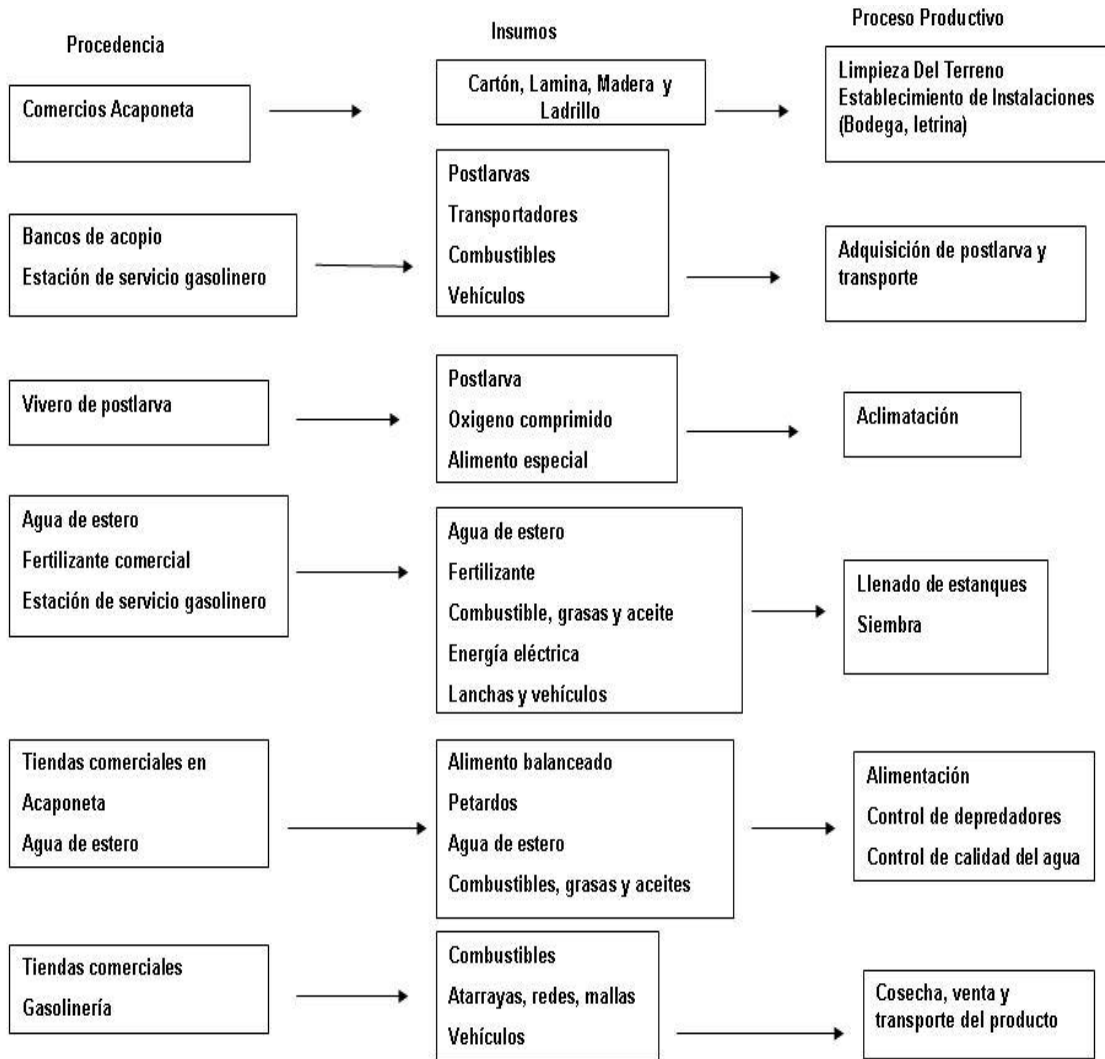 Procedencia
Insumos
Proceso Productivo
Comercios Acaponeta
Cartón, Lamina, Madera y
Ladrillo
Limpieza Del Terreno
Establecimiento de Instalaciones
(Bodega, letrina)
Bancos de acopio
Estación de servicio gasolinero
Postlarvas
Transportadores
Combustibles
Vehículos
Adquisición de postlarva y
transporte
Vivero de postlarva
Postlarva
Oxigeno comprimido
Alimento especial
Aclimatación
Agua de estero
Fertilizante comercial
Estación de servicio gasolinero
Agua de estero
Fertilizante
Combustible, grasas y aceite
Energía eléctrica
Lanchas y vehículos
Llenado de estanques
Siembra
Tiendas comerciales en
Acaponeta
Agua de estero
Alimento balanceado
Petardos
Agua de estero
Combustibles, grasas y aceites
Alimentación
Control de depredadores
Control de calidad del agua
Tiendas comerciales
Gasolinería
Combustibles
Atarrayas, redes, mallas
Vehículos
Cosecha, venta y
transporte del producto